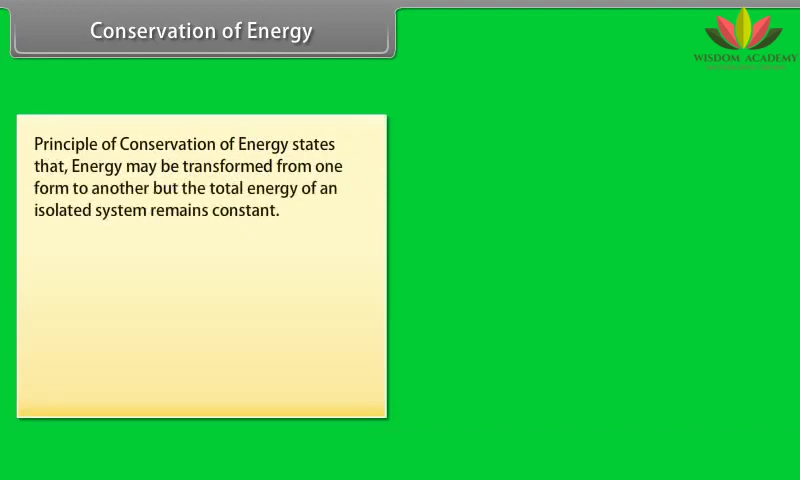 Conservation of Energy
WISDOM ACADEMY
Principle of Conservation of Energy states
that, Energy may be transformed from one
form to another but the total energy of an
isolated system remains constant.